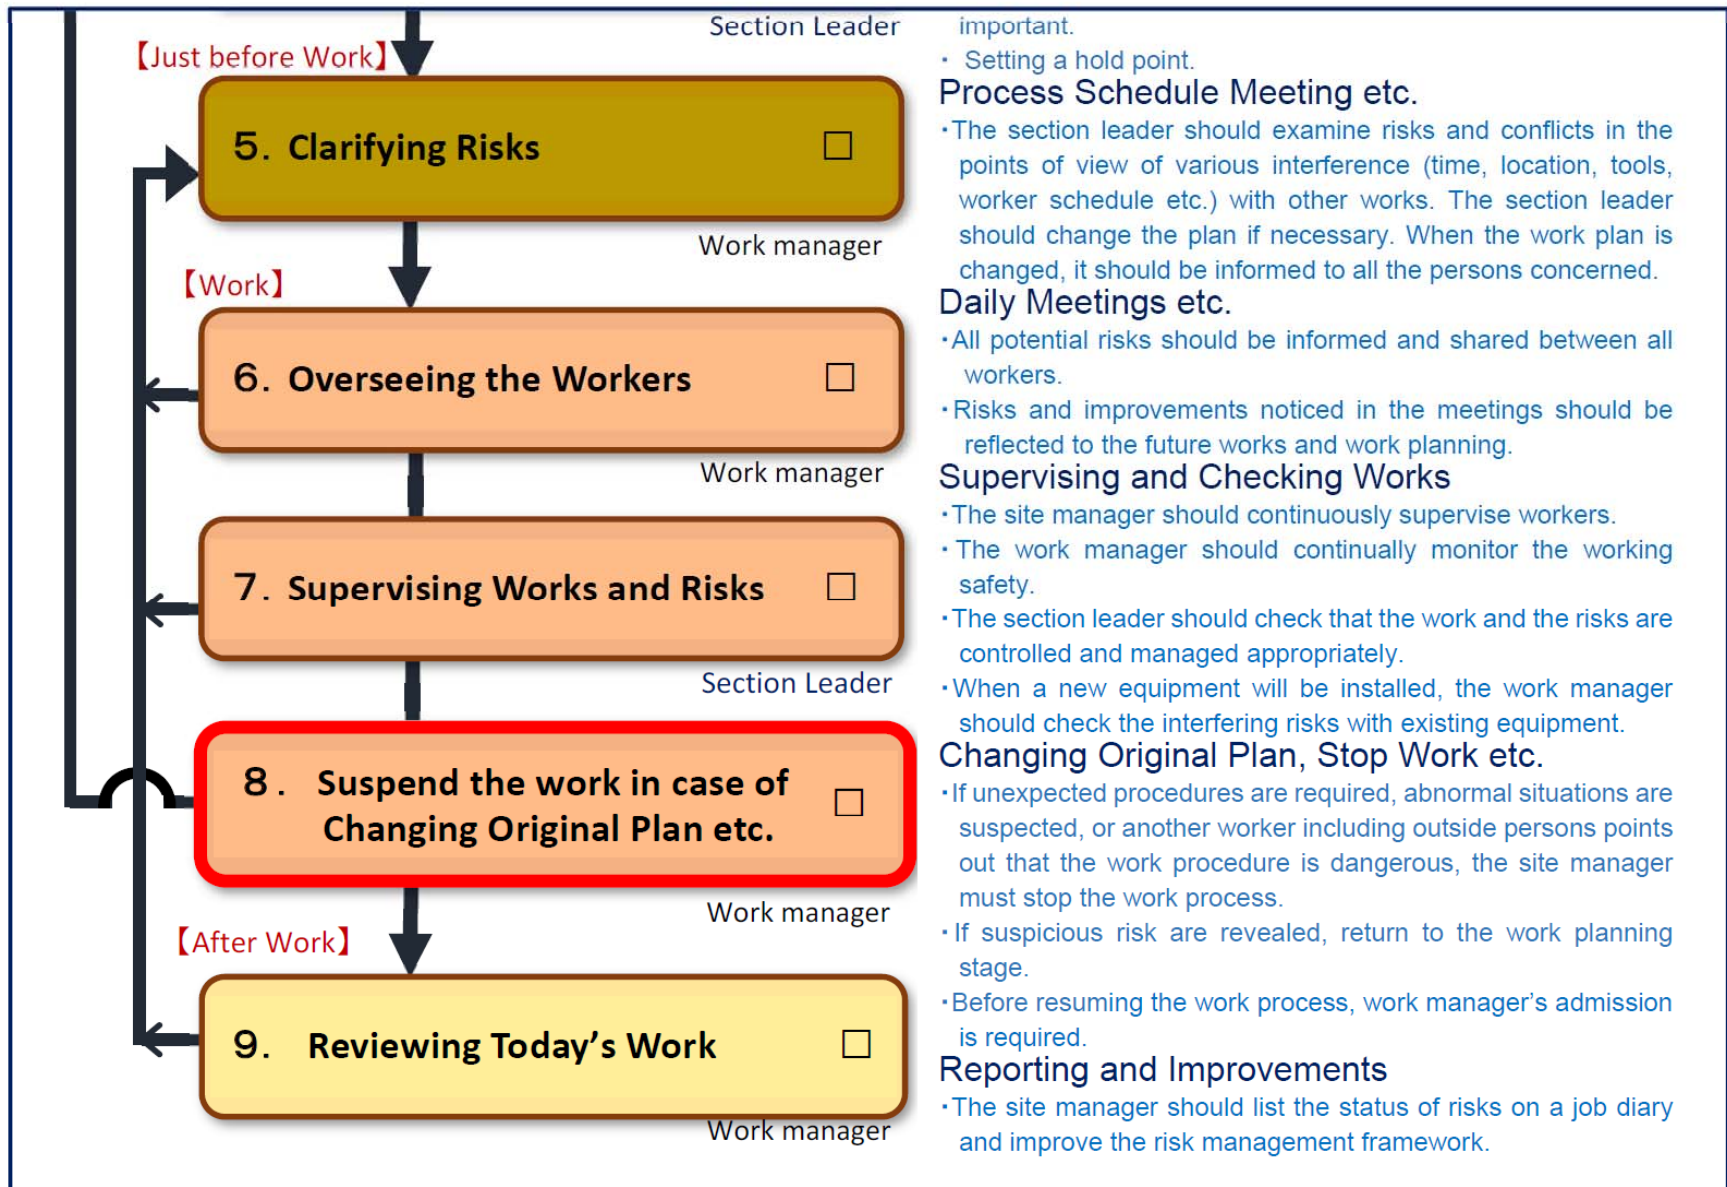 Section Leader
【Just before Work】
5. Clarifying Risks □
Work manager
【Work】
6. Overseeing the Workers □
Work manager
7. Supervising Works and Risks □
Section Leader
8. Suspend the work in case of
Changing Original Plan etc. □
Work manager
【After Work】
9. Reviewing Today’s Work □
Work manager
important.
・ Setting a hold point.
Process Schedule Meeting etc.
・The section leader should examine risks and conflicts in the
points of view of various interference (time, location, tools,
worker schedule etc.) with other works. The section leader
should change the plan if necessary. When the work plan is
changed, it should be informed to all the persons concerned.
Daily Meetings etc.
・All potential risks should be informed and shared between all
workers.
・Risks and improvements noticed in the meetings should be
reflected to the future works and work planning.
Supervising and Checking Works
・The site manager should continuously supervise workers.
・The work manager should continually monitor the working
safety.
・The section leader should check that the work and the risks are
controlled and managed appropriately.
・When a new equipment will be installed, the work manager
should check the interfering risks with existing equipment.
Changing Original Plan, Stop Work etc.
・If unexpected procedures are required, abnormal situations are
suspected, or another worker including outside persons points
out that the work procedure is dangerous, the site manager
must stop the work process.
・If suspicious risk are revealed, return to the work planning
stage.
・Before resuming the work process, work manager’s admission
is required.
Reporting and Improvements
・The site manager should list the status of risks on a job diary
and improve the risk management framework.